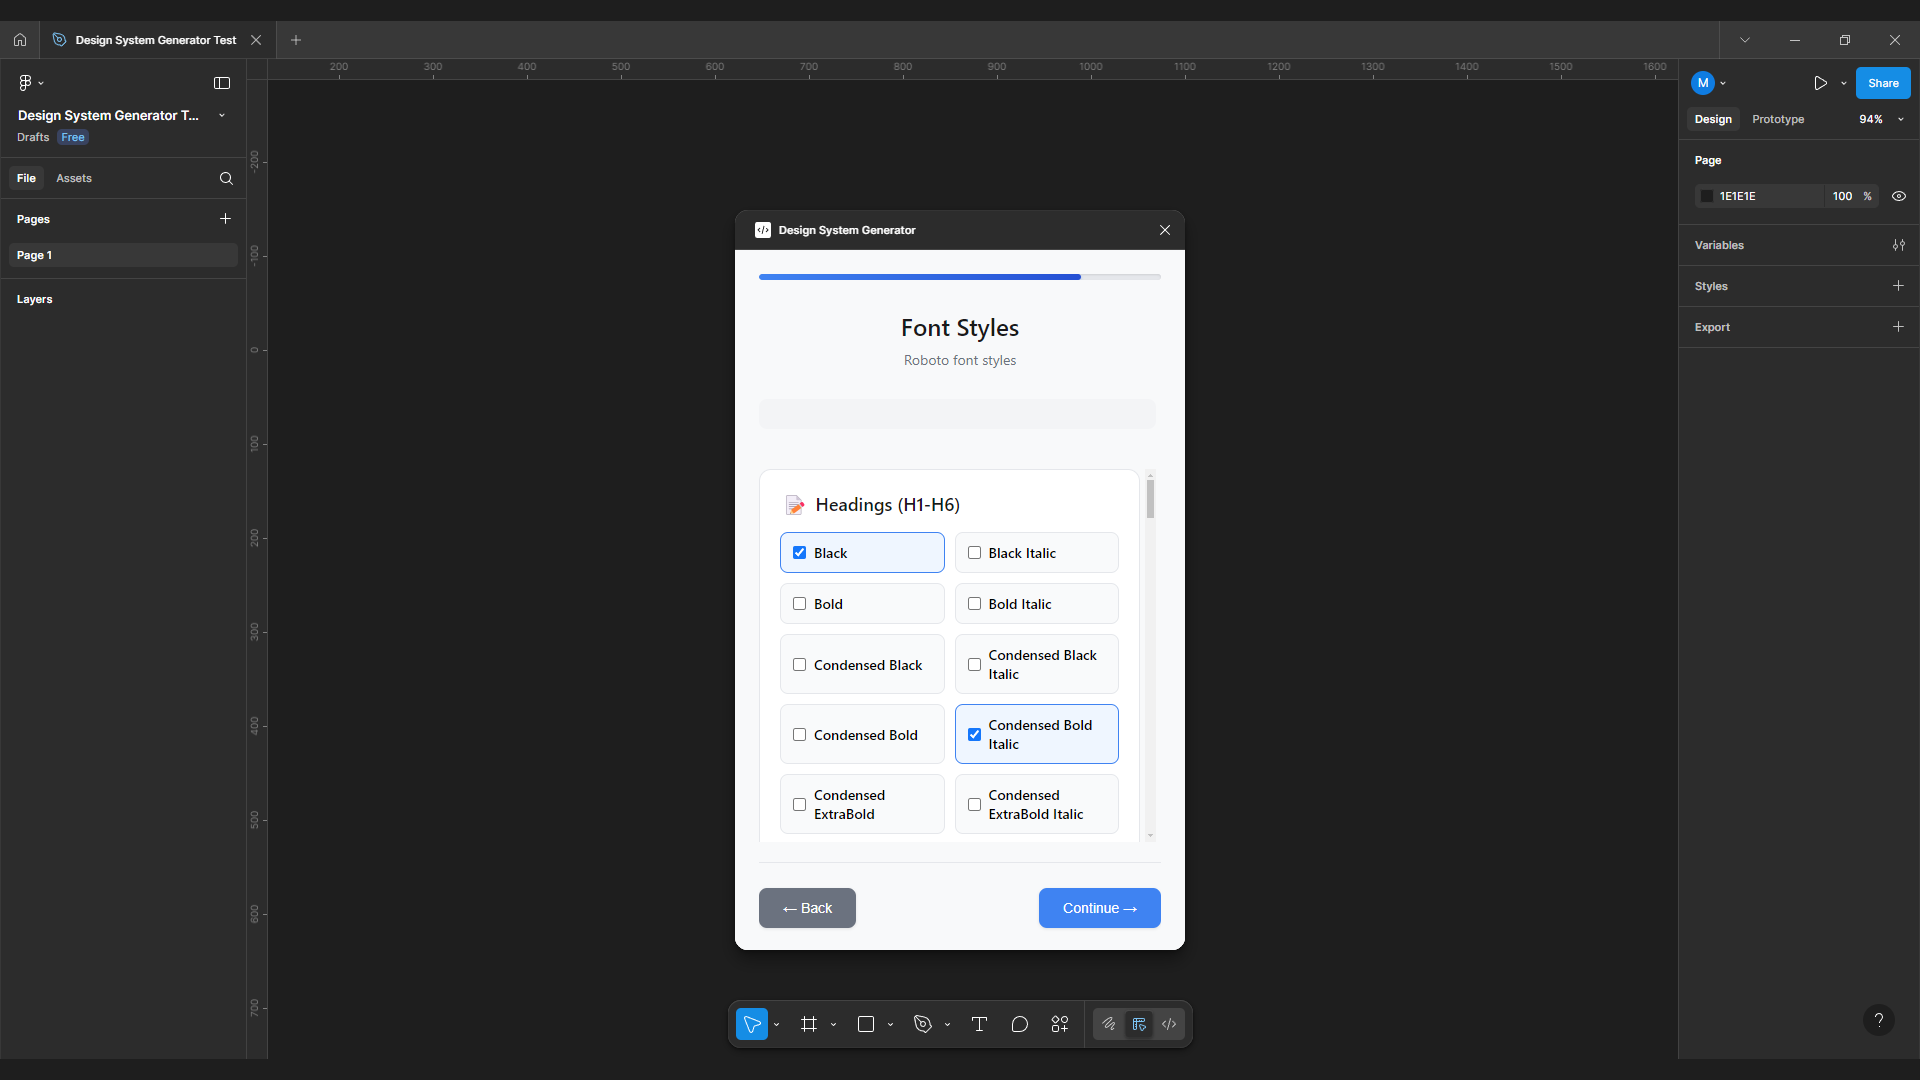 Design System Generator Test
200 300 400 500 600 700 800 900 1000 1100 1200 1300 1400 1500 1600
Design System Generator T...
Drafts Free
File Assets
Pages
Page 1
Layers
-200
-100
0
100
200
300
400
500
600
700
Design System Generator
Font Styles
Roboto font styles
Headings (H1-H6)
Black
Black Italic
Bold
Bold Italic
Condensed Black
Condensed Black
Italic
Condensed Bold
Condensed Bold
Italic
Condensed
ExtraBold
Condensed
ExtraBold Italic
← Back
Continue →
M
Share
Design Prototype 94%
Page
1E1E1E 100 %
Variables
Styles
Export
?